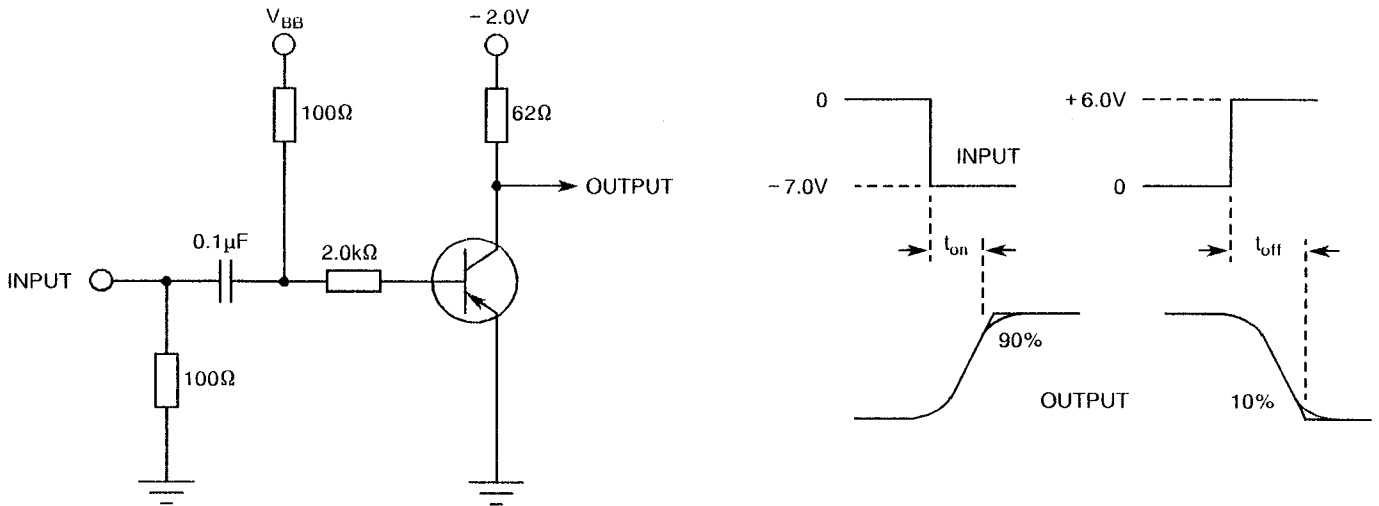 V_BB
−2.0V
100Ω
62Ω
OUTPUT
0.1µF
2.0kΩ
INPUT
100Ω
0
+6.0V
INPUT
−7.0V
0
t_on
t_off
90%
OUTPUT
10%